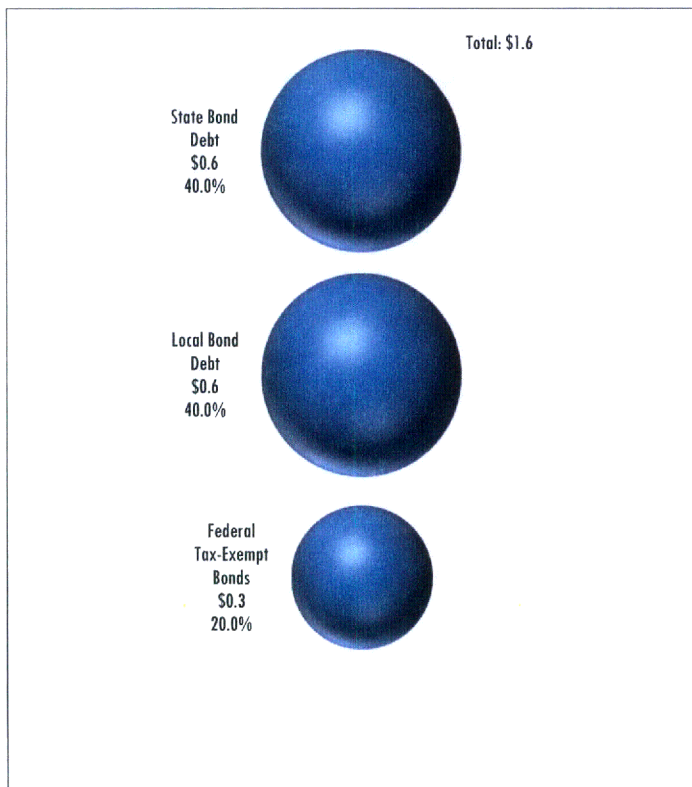 Total: $1.6
State Bond
Debt
$0.6
40.0%
Local Bond
Debt
$0.6
40.0%
Federal
Tax-Exempt
Bonds
$0.3
20.0%